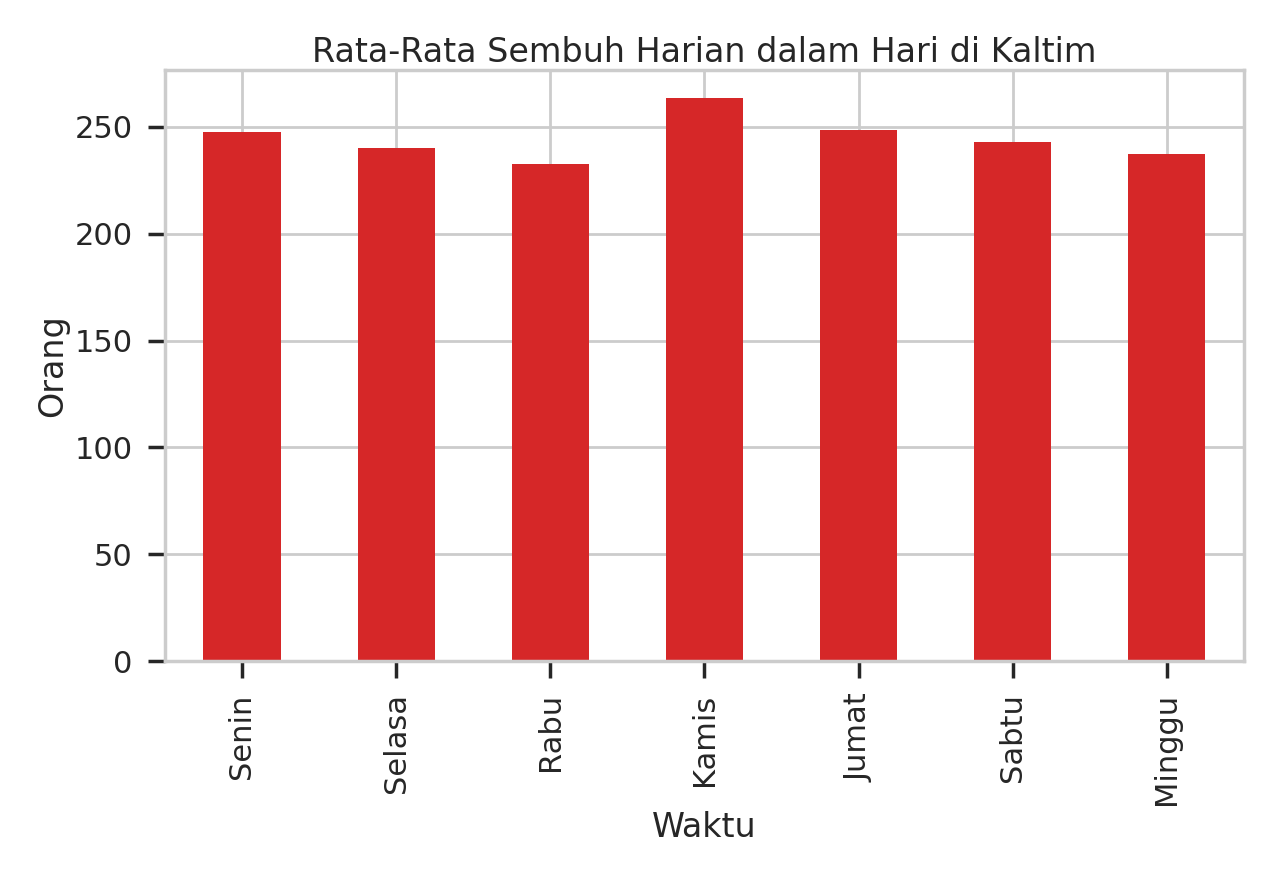 Rata-Rata Sembuh Harian dalam Hari di Kaltim
Orang
250
200
150
100
50
0
Senin
Selasa
Rabu
Kamis
Jumat
Sabtu
Minggu
Waktu